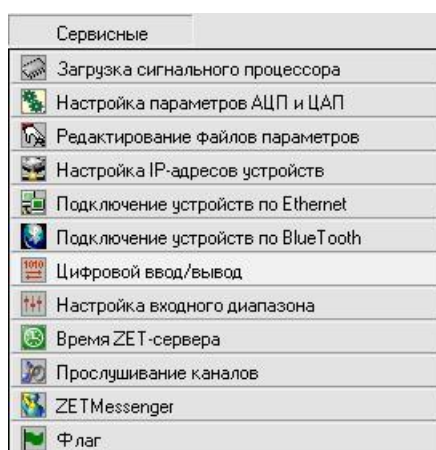 Сервисные
Загрузка сигнального процессора
Настройка параметров АЦП и ЦАП
Редактирование файлов параметров
Настройка IP-адресов устройств
Подключение устройств по Ethernet
Подключение устройств по BlueTooth
1010
Цифровой ввод/вывод
Настройка входного диапазона
Время ZET-сервера
Прослушивание каналов
ZETMessenger
Флаг